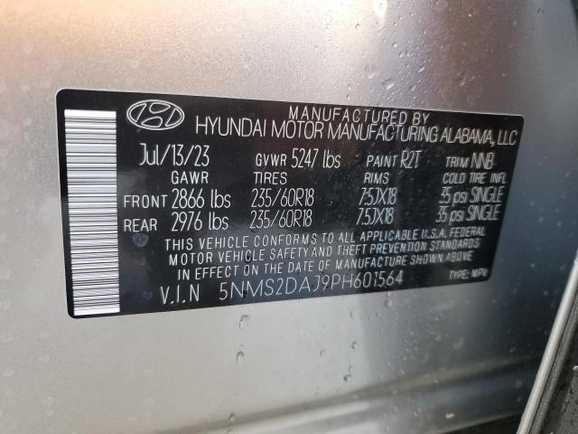 MANUFACTURED BY
HYUNDAI MOTOR MANUFACTURING ALABAMA, LLC
Jul/13/23 GVWR 5247 lbs PAINT R2T TRIM NNB
GAWR TIRES RIMS COLD TIRE INFL
FRONT 2866 lbs 235/60R18 7.5JX18 35 psi SINGLE
REAR 2976 lbs 235/60R18 7.5JX18 35 psi SINGLE
THIS VEHICLE CONFORMS TO ALL APPLICABLE U.S.A. FEDERAL
MOTOR VEHICLE SAFETY AND THEFT PREVENTION STANDARDS
IN EFFECT ON THE DATE OF MANUFACTURE SHOWN ABOVE
V.I.N 5NMS2DAJ9PH601564 TYPE: MPV